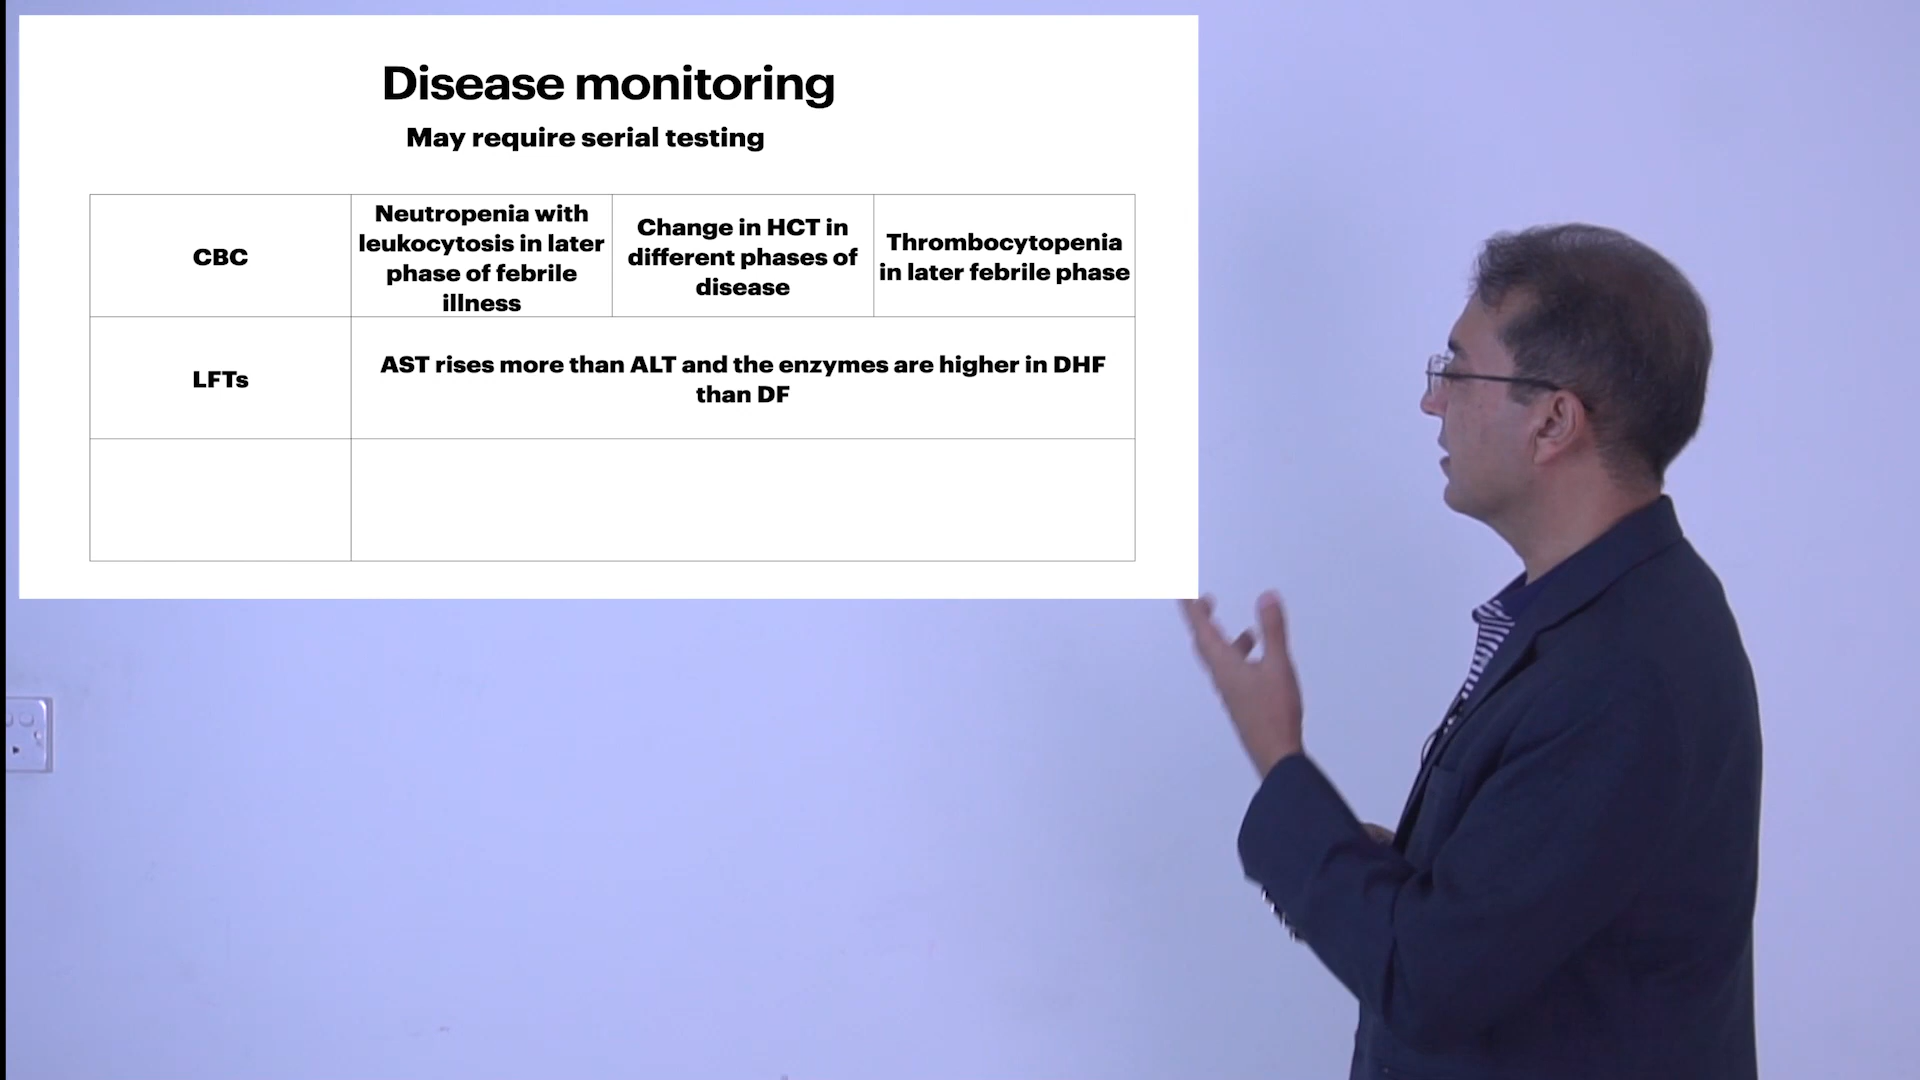 Disease monitoring
May require serial testing
CBC
Neutropenia with
leukocytosis in later
phase of febrile
illness
Change in HCT in
different phases of
disease
Thrombocytopenia
in later febrile phase
LFTs
AST rises more than ALT and the enzymes are higher in DHF
than DF